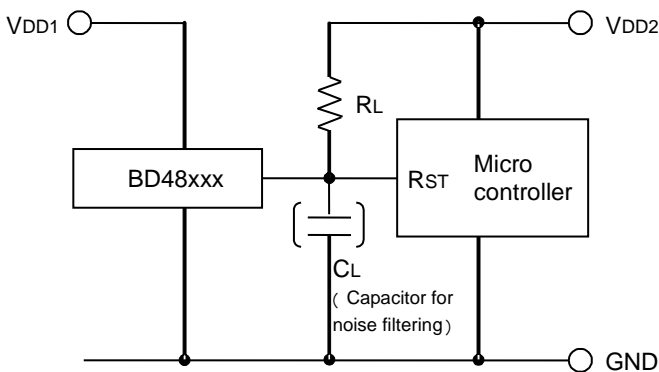 VDD1
VDD2
RL
BD48xxx
RST
Micro
controller
CL
( Capacitor for
noise filtering )
GND